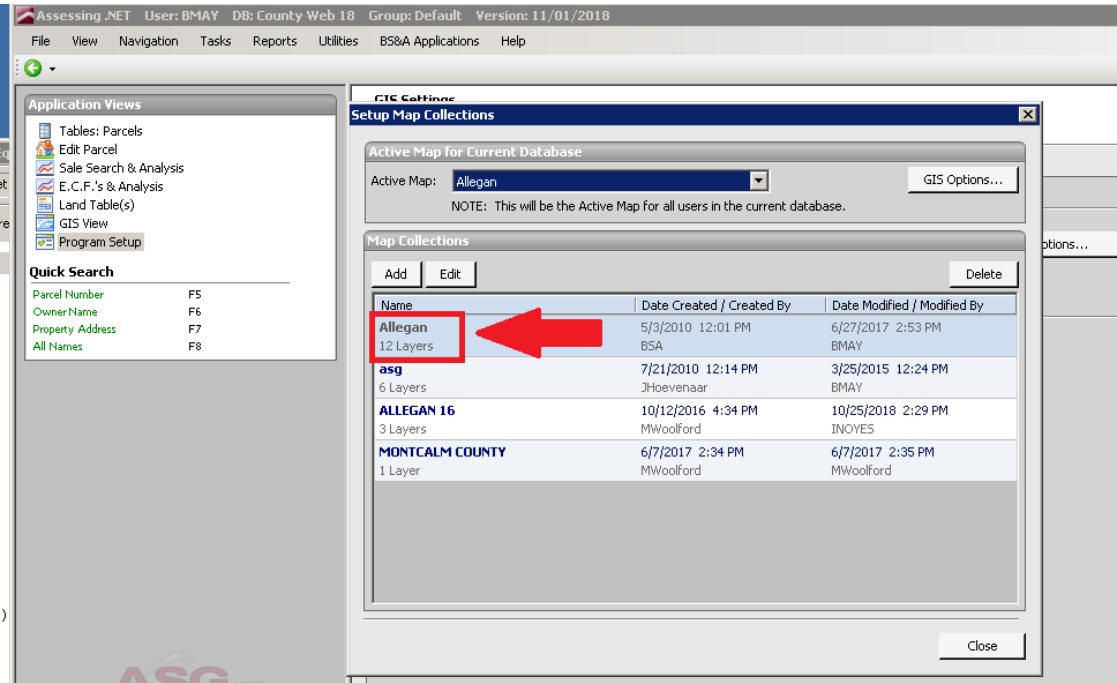 Assessing .NET User: BMAY DB: County Web 18 Group: Default Version: 11/01/2018
File View Navigation Tasks Reports Utilities BS&A Applications Help
Application Views
Tables: Parcels
Edit Parcel
Sale Search & Analysis
E.C.F.'s & Analysis
Land Table(s)
GIS View
Program Setup
Quick Search
Parcel Number F5
Owner Name F6
Property Address F7
All Names F8
GIS Settings
Setup Map Collections
Active Map for Current Database
Active Map: Allegan GIS Options...
NOTE: This will be the Active Map for all users in the current database.
Map Collections
Add Edit Delete
Name Date Created / Created By Date Modified / Modified By
Allegan 5/3/2010 12:01 PM 6/27/2017 2:53 PM
12 Layers BSA BMAY
asg 7/21/2010 12:14 PM 3/25/2015 12:24 PM
6 Layers JHoevenaar BMAY
ALLEGAN 16 10/12/2016 4:34 PM 10/25/2018 2:29 PM
3 Layers MWoolford INOYES
MONTCALM COUNTY 6/7/2017 2:34 PM 6/7/2017 2:35 PM
1 Layer MWoolford MWoolford
Close
ptions...
)
ASG